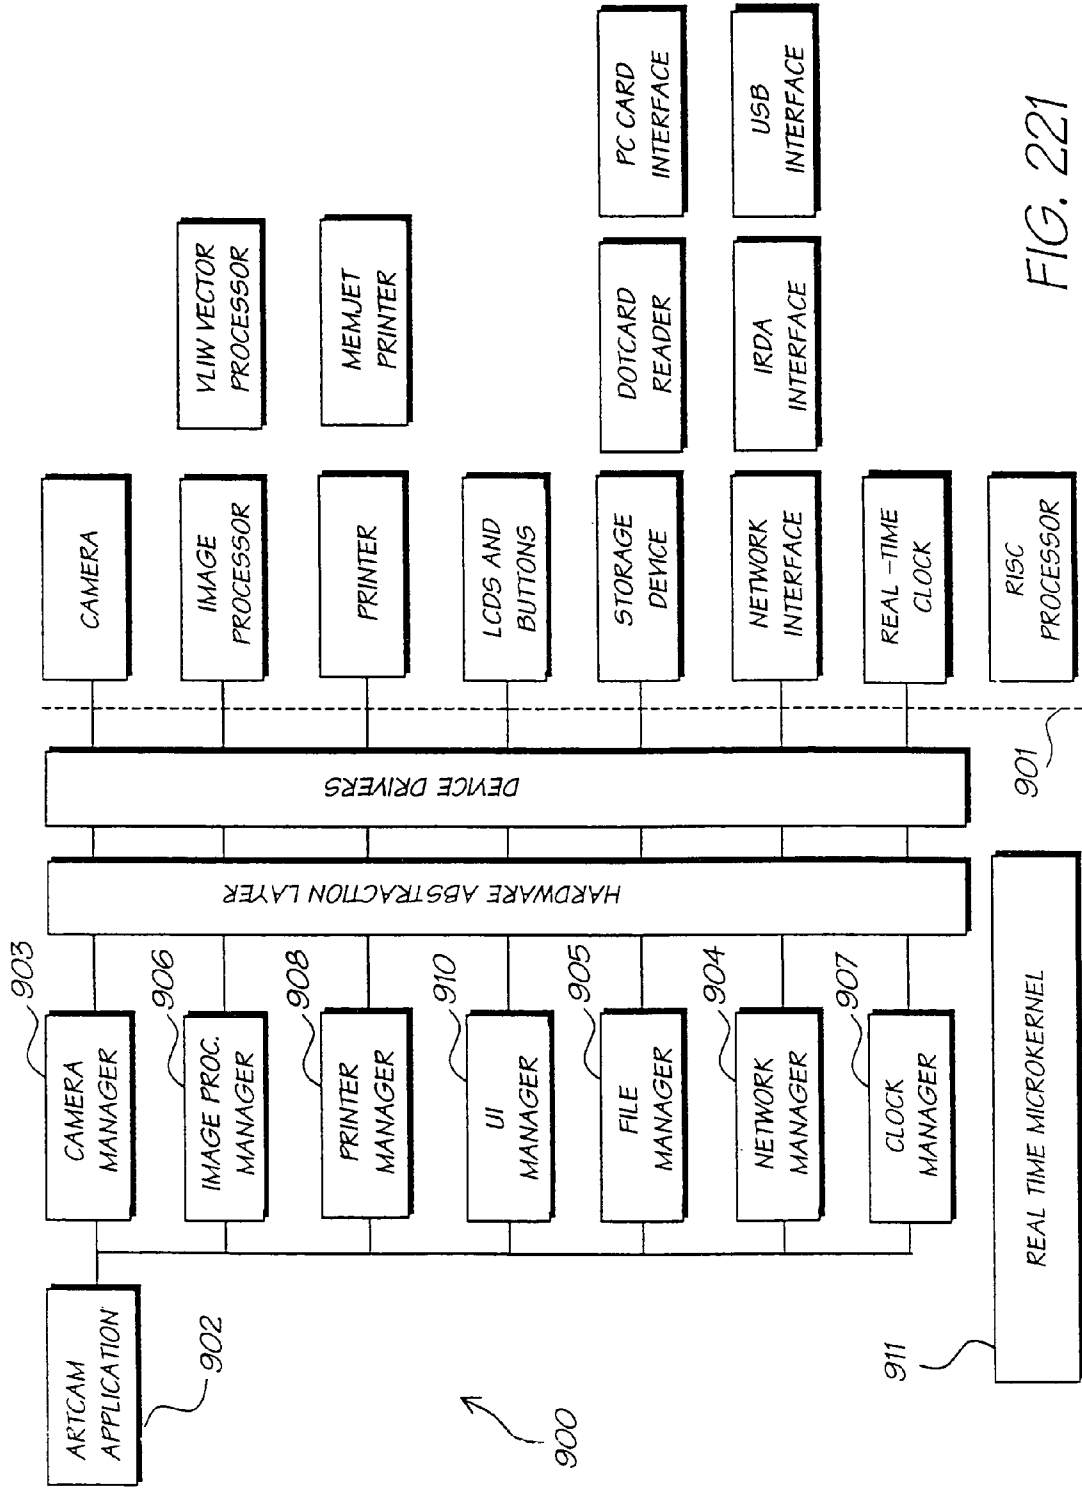 ARTCAM
APPLICATION
902
CAMERA
MANAGER
903
IMAGE PROC.
MANAGER
906
PRINTER
MANAGER
908
UI
MANAGER
910
FILE
MANAGER
905
NETWORK
MANAGER
904
CLOCK
MANAGER
907
HARDWARE ABSTRACTION LAYER
DEVICE DRIVERS
CAMERA
IMAGE
PROCESSOR
VLIW VECTOR
PROCESSOR
PRINTER
MEMJET
PRINTER
LCDS AND
BUTTONS
STORAGE
DEVICE
DOTCARD
READER
PC CARD
INTERFACE
NETWORK
INTERFACE
IRDA
INTERFACE
USB
INTERFACE
REAL -TIME
CLOCK
RISC
PROCESSOR
REAL TIME MICROKERNEL
911
901
900
FIG. 221